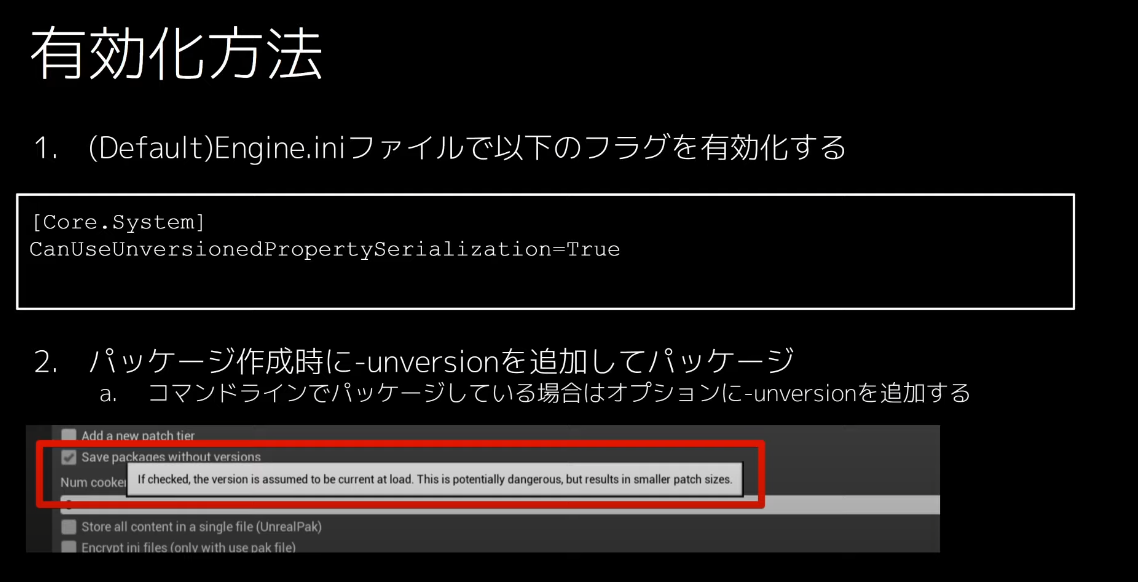 有効化方法
1. (Default)Engine.iniファイルで以下のフラグを有効化する
[Core.System]
CanUseUnversionedPropertySerialization=True
2. パッケージ作成時に-unversionを追加してパッケージ
a. コマンドラインでパッケージしている場合はオプションに-unversionを追加する
Add a new patch tier
Save packages without versions
If checked, the version is assumed to be current at load. This is potentially dangerous, but results in smaller patch sizes.
Num cooker
Store all content in a single file (UnrealPak)
Encrypt ini files (only with use pak file)